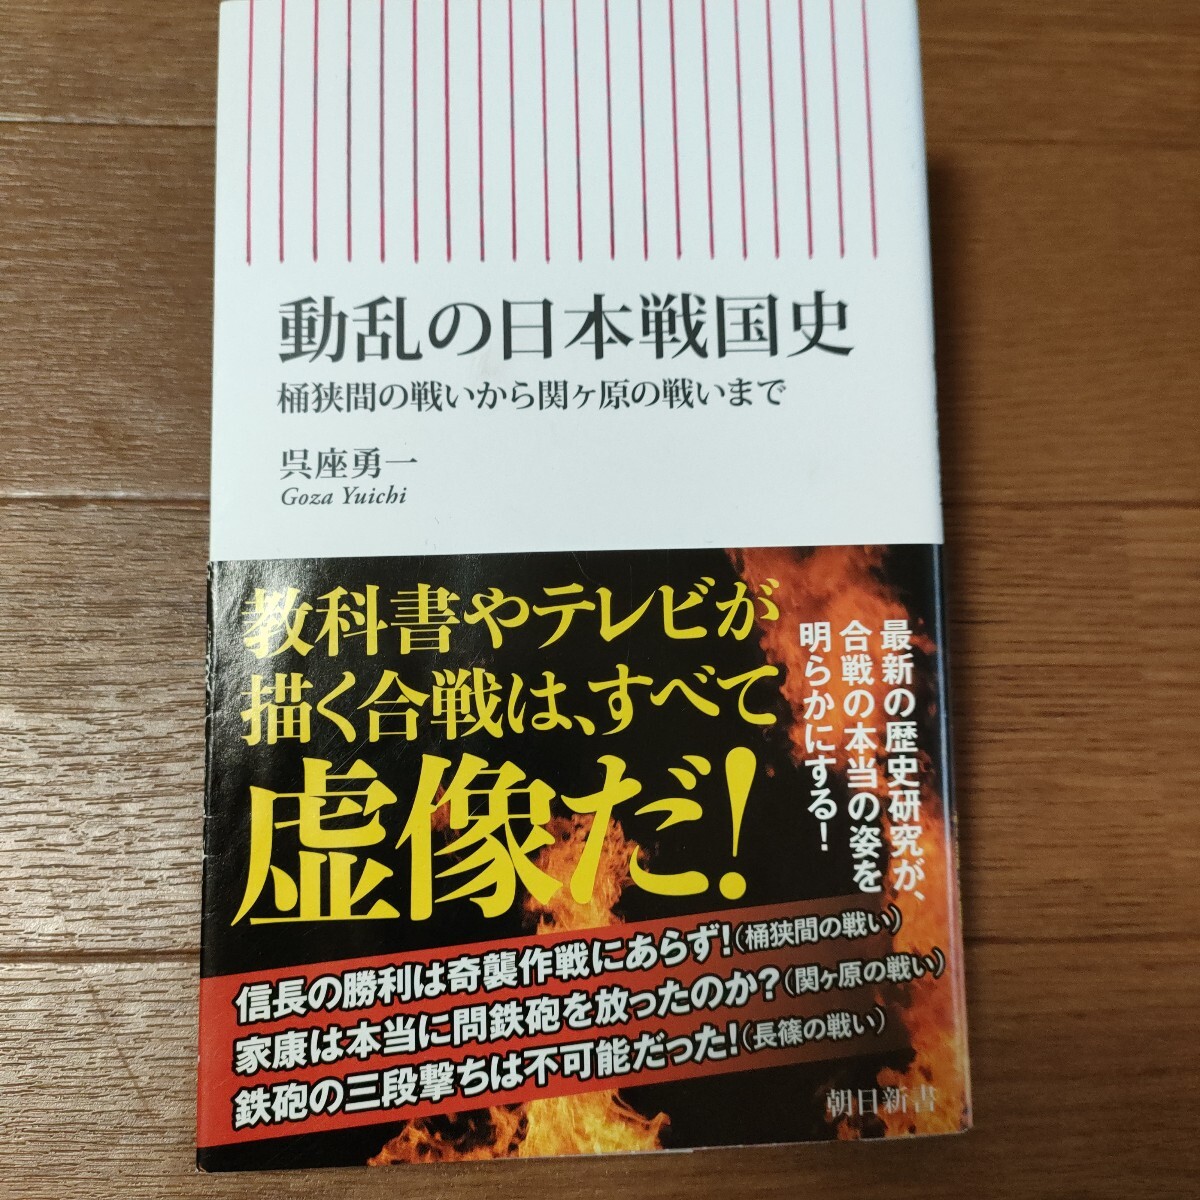 動乱の日本戦国史
桶狭間の戦いから関ヶ原の戦いまで
呉座勇一
Goza Yuichi
教科書やテレビが
描く合戦は、すべて
虚像だ!
最新の歴史研究が、
合戦の本当の姿を
明らかにする!
信長の勝利は奇襲作戦にあらず!(桶狭間の戦い)
家康は本当に問鉄砲を放ったのか?(関ヶ原の戦い)
鉄砲の三段撃ちは不可能だった!(長篠の戦い)
朝日新書